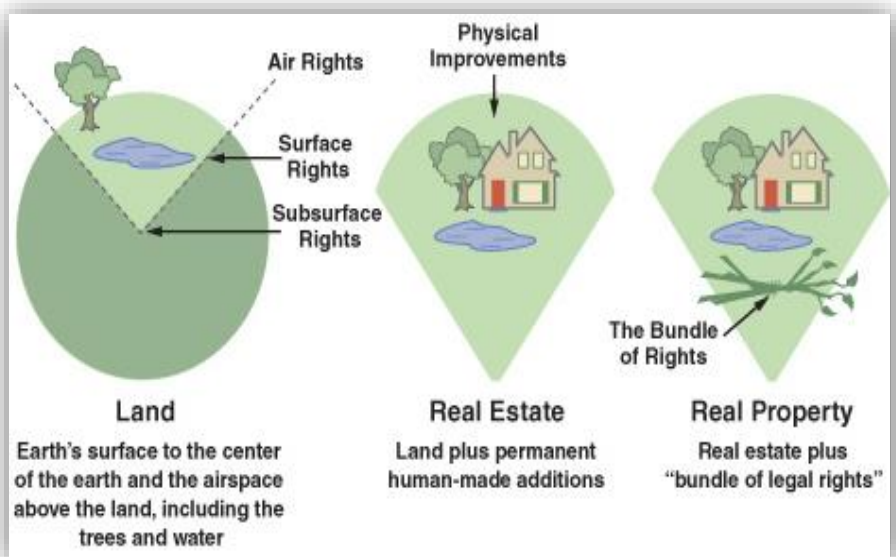 Air Rights
Surface
Rights
Subsurface
Rights
Land
Earth's surface to the center
of the earth and the airspace
above the land, including the
trees and water
Physical
Improvements
Real Estate
Land plus permanent
human-made additions
The Bundle
of Rights
Real Property
Real estate plus
“bundle of legal rights”